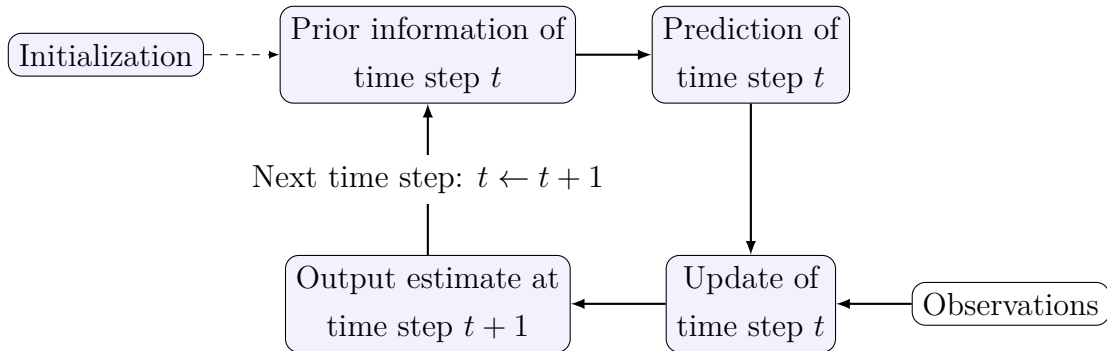 Initialization
Prior information of
time step t
Prediction of
time step t
Next time step: t ← t + 1
Output estimate at
time step t + 1
Update of
time step t
Observations